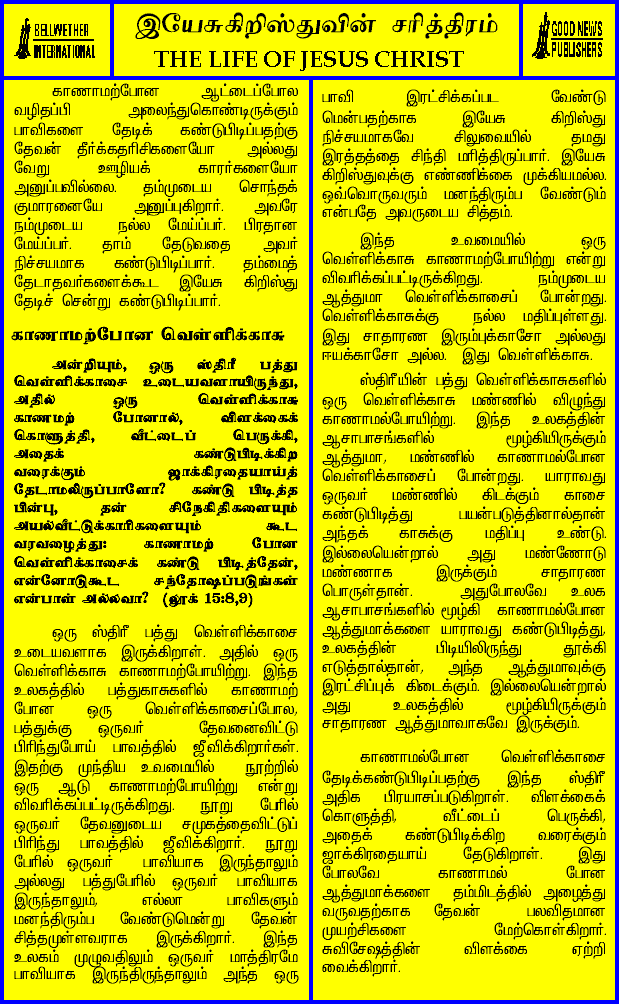 BELLWETHER
INTERNATIONAL
இயேசுகிறிஸ்துவின் சரித்திரம்
THE LIFE OF JESUS CHRIST
GOOD NEWS
PUBLISHERS
காணாமற்போன ஆட்டைப்போல
வழிதப்பி அலைந்துகொண்டிருக்கும்
பாவிகளை தேடிக் கண்டுபிடிப்பதற்கு
தேவன் தீர்க்கதரிசிகளையோ அல்லது
வேறு ஊழியக் காரர்களையோ
அனுப்பவில்லை. தம்முடைய சொந்தக்
குமாரனையே அனுப்புகிறார். அவரே
நம்முடைய நல்ல மேய்ப்பர். பிரதான
மேய்ப்பர். தாம் தேடுவதை அவர்
நிச்சயமாக கண்டுபிடிப்பார். தம்மைத்
தேடாதவர்களைக்கூட இயேசு கிறிஸ்து
தேடிச் சென்று கண்டுபிடிப்பார்.
காணாமற்போன வெள்ளிக்காசு
அன்றியும், ஒரு ஸ்திரீ பத்து
வெள்ளிக்காசை உடையவளாயிருந்து,
அதில் ஒரு வெள்ளிக்காசு
காணமற் போனால், விளக்கைக்
கொளுத்தி, வீட்டைப் பெருக்கி,
அதைக் கண்டுபிடிக்கிற
வரைக்கும் ஜாக்கிரதையாய்த்
தேடாமலிருப்பாளோ? கண்டு பிடித்த
பின்பு, தன் சிநேகிதிகளையும்
அயல்வீட்டுக்காரிகளையும் கூட
வரவழைத்து: காணாமற் போன
வெள்ளிக்காசைக் கண்டு பிடித்தேன்,
என்னோடுகூட சந்தோஷப்படுங்கள்
என்பாள் அல்லவா? (லூக் 15:8,9)
ஒரு ஸ்திரீ பத்து வெள்ளிக்காசை
உடையவளாக இருக்கிறாள். அதில் ஒரு
வெள்ளிக்காசு காணாமற்போயிற்று. இந்த
உலகத்தில் பத்துகாசுகளில் காணாமற்
போன ஒரு வெள்ளிக்காசைப்போல,
பத்துக்கு ஒருவர் தேவனைவிட்டு
பிரிந்துபோய் பாவத்தில் ஜீவிக்கிறார்கள்.
இதற்கு முந்திய உவமையில் நூற்றில்
ஒரு ஆடு காணாமற்போயிற்று என்று
விவரிக்கப்பட்டிருக்கிறது. நூறு பேரில்
ஒருவர் தேவனுடைய சமுகத்தைவிட்டுப்
பிரிந்து பாவத்தில் ஜீவிக்கிறார். நூறு
பேரில் ஒருவர் பாவியாக இருந்தாலும்
அல்லது பத்துபேரில் ஒருவர் பாவியாக
இருந்தாலும், எல்லா பாவிகளும்
மனந்திரும்ப வேண்டுமென்று தேவன்
சித்தமுள்ளவராக இருக்கிறார். இந்த
உலகம் முழுவதிலும் ஒருவர் மாத்திரமே
பாவியாக இருந்திருந்தாலும் அந்த ஒரு
பாவி இரட்சிக்கப்பட வேண்டு
மென்பதற்காக இயேசு கிறிஸ்து
நிச்சயமாகவே சிலுவையில் தமது
இரத்தத்தை சிந்தி மரித்திருப்பார். இயேசு
கிறிஸ்துவுக்கு எண்ணிக்கை முக்கியமல்ல.
ஒவ்வொருவரும் மனந்திரும்ப வேண்டும்
என்பதே அவருடைய சித்தம்.
இந்த உவமையில் ஒரு
வெள்ளிக்காசு காணாமற்போயிற்று என்று
விவரிக்கப்பட்டிருக்கிறது. நம்முடைய
ஆத்துமா வெள்ளிக்காசைப் போன்றது.
வெள்ளிக்காசுக்கு நல்ல மதிப்புள்ளது.
இது சாதாரண இரும்புக்காசோ அல்லது
ஈயக்காசோ அல்ல. இது வெள்ளிக்காசு.
ஸ்திரீயின் பத்து வெள்ளிக்காசுகளில்
ஒரு வெள்ளிக்காசு மண்ணில் விழுந்து
காணாமல்போயிற்று. இந்த உலகத்தின்
ஆசாபாசங்களில் மூழ்கியிருக்கும்
ஆத்துமா, மண்ணில் காணாமல்போன
வெள்ளிக்காசைப் போன்றது. யாராவது
ஒருவர் மண்ணில் கிடக்கும் காசை
கண்டுபிடித்து பயன்படுத்தினால்தான்
அந்தக் காசுக்கு மதிப்பு உண்டு.
இல்லையென்றால் அது மண்ணோடு
மண்ணாக இருக்கும் சாதாரண
பொருள்தான். அதுபோலவே உலக
ஆசாபாசங்களில் மூழ்கி காணாமல்போன
ஆத்துமாக்களை யாராவது கண்டுபிடித்து,
உலகத்தின் பிடியிலிருந்து தூக்கி
எடுத்தால்தான், அந்த ஆத்துமாவுக்கு
இரட்சிப்புக் கிடைக்கும். இல்லையென்றால்
அது உலகத்தில் மூழ்கியிருக்கும்
சாதாரண ஆத்துமாவாகவே இருக்கும்.
காணாமல்போன வெள்ளிக்காசை
தேடிக்கண்டுபிடிப்பதற்கு இந்த ஸ்திரீ
அதிக பிரயாசப்படுகிறாள். விளக்கைக்
கொளுத்தி, வீட்டைப் பெருக்கி,
அதைக் கண்டுபிடிக்கிற வரைக்கும்
ஜாக்கிரதையாய் தேடுகிறாள். இது
போலவே காணாமல் போன
ஆத்துமாக்களை தம்மிடத்தில் அழைத்து
வருவதற்காக தேவன் பலவிதமான
முயற்சிகளை மேற்கொள்கிறார்.
சுவிசேஷத்தின் விளக்கை ஏற்றி
வைக்கிறார்.